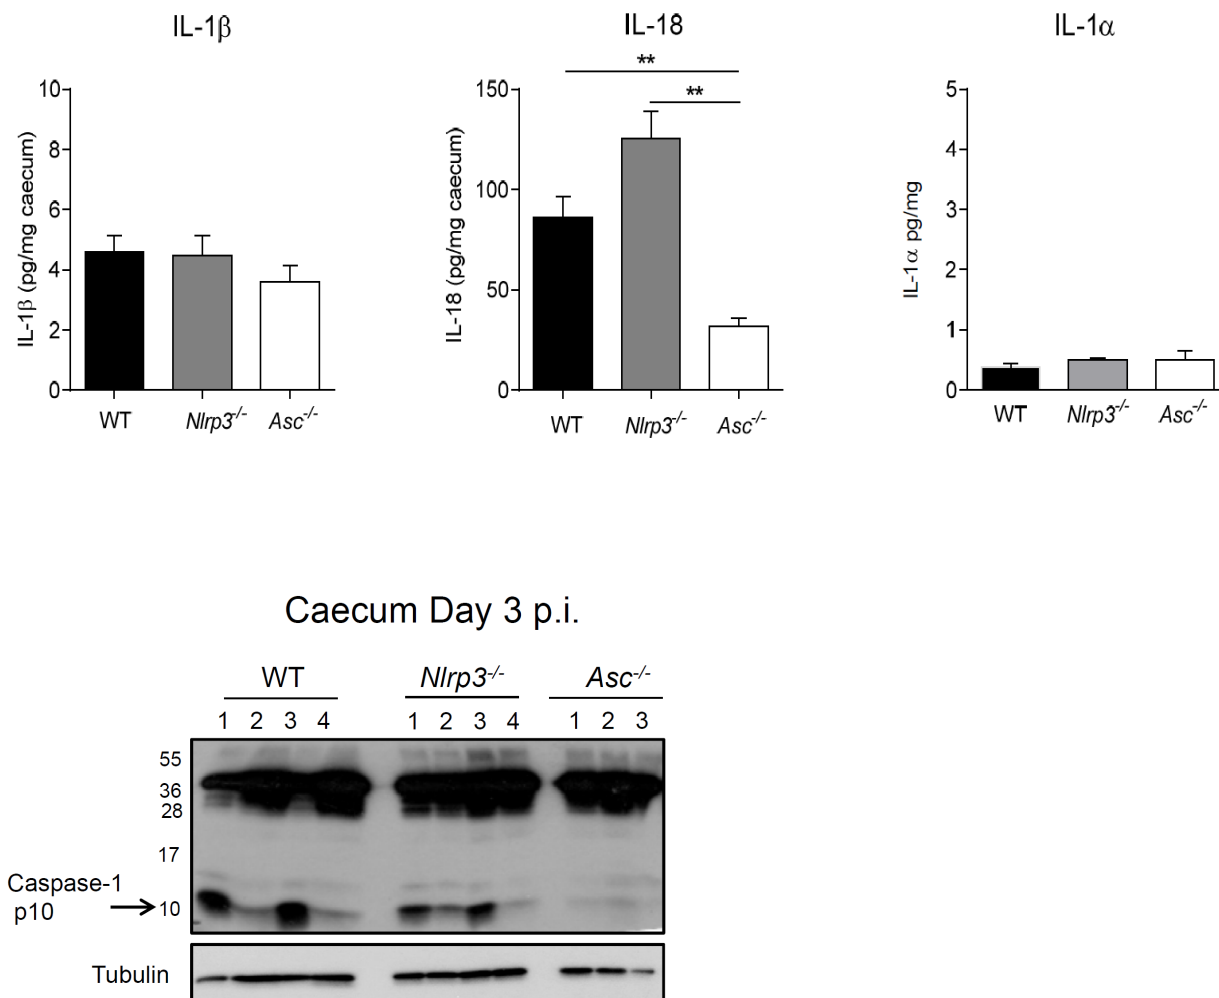 IL-1β
IL-18
IL-1α
IL-1β (pg/mg caecum)
10
8
6
4
2
0
WT
Nlrp3-/-
Asc-/-
IL-18 (pg/mg caecum)
150
100
50
0
**
**
WT
Nlrp3-/-
Asc-/-
IL-1α pg/mg
5
4
3
2
1
0
WT
Nlrp3-/-
Asc-/-
Caecum Day 3 p.i.
WT
Nlrp3-/-
Asc-/-
1 2 3 4
1 2 3 4
1 2 3
55
36
28
17
10
Caspase-1
p10
Tubulin